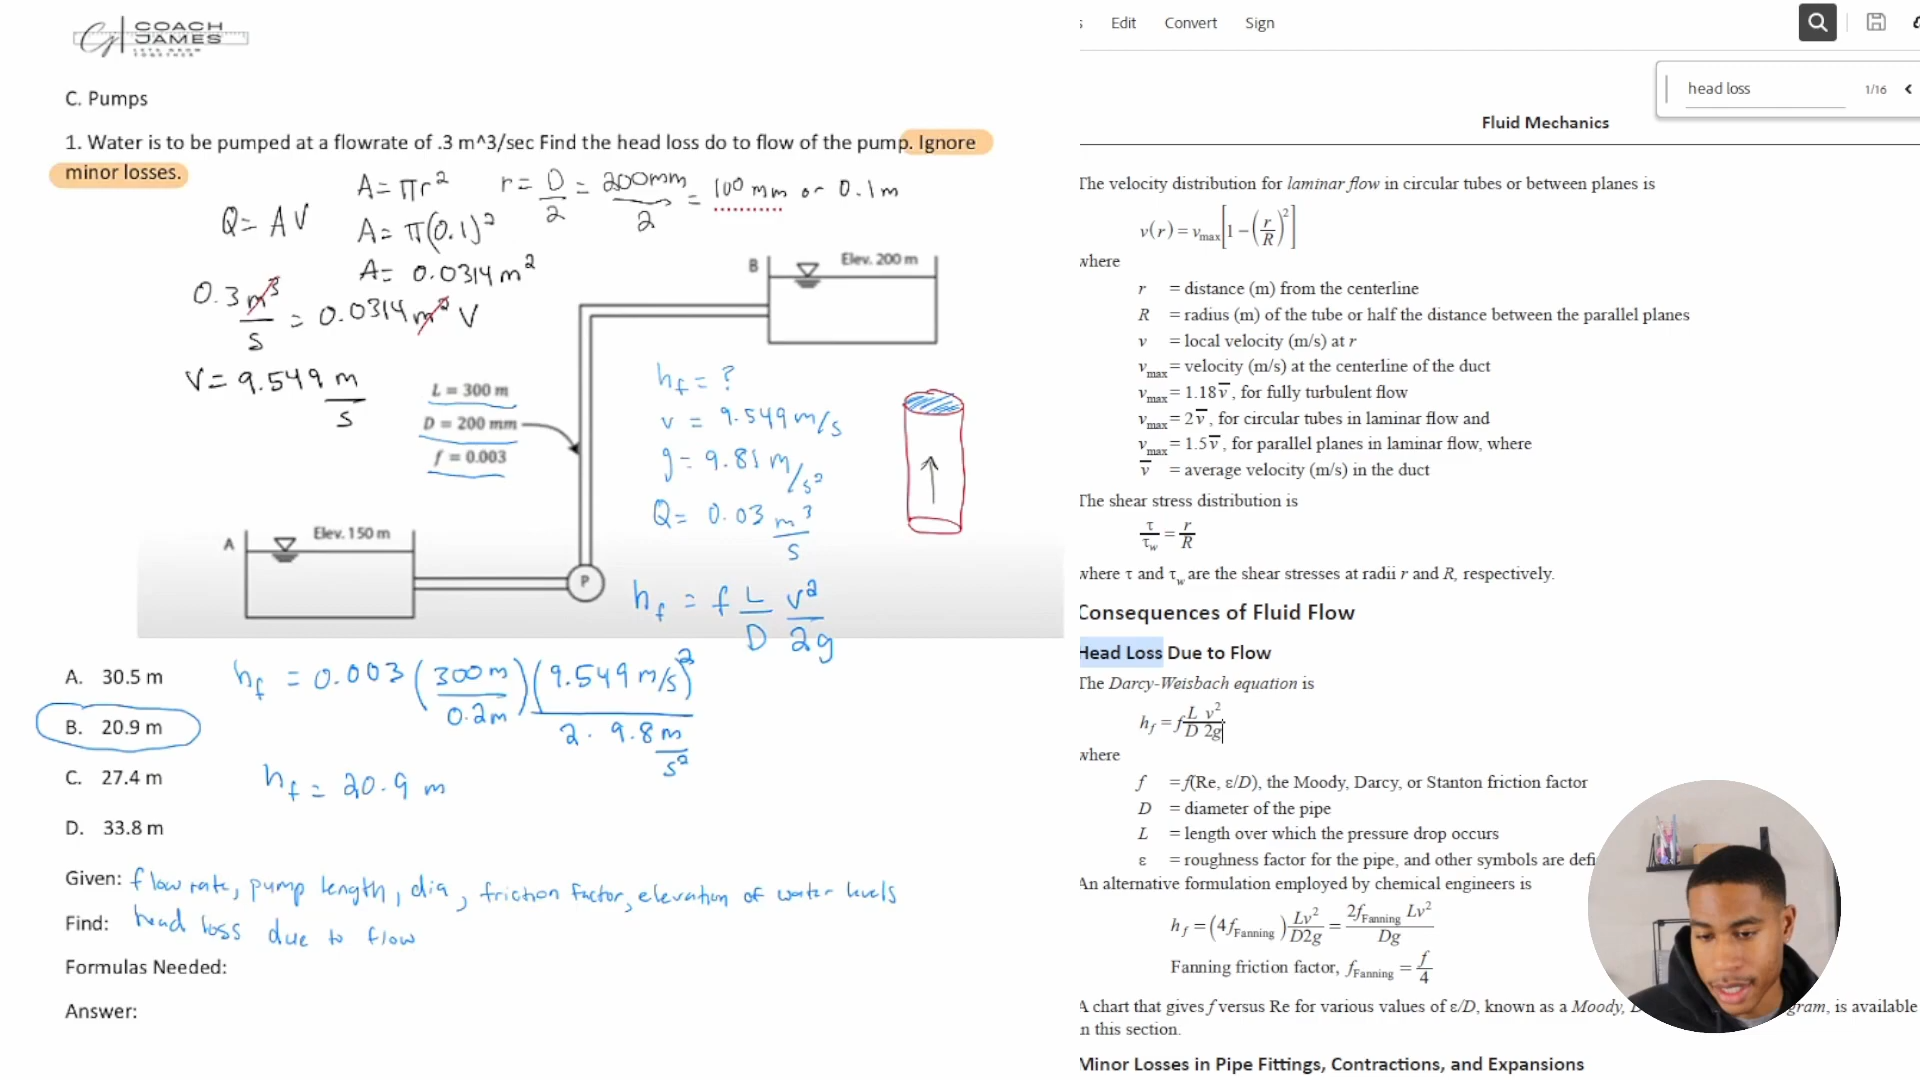 COACH
JAMES
C. Pumps
1. Water is to be pumped at a flowrate of .3 m^3/sec Find the head loss do to flow of the pump. Ignore
minor losses.
A = πr²
r = D/2 = 200mm/2 = 100 mm or 0.1m
Q = AV
A = π(0.1)²
A = 0.0314 m²
0.3 m³/s = 0.0314 m² V
V = 9.549 m/s
B
Elev. 200 m
L = 300 m
D = 200 mm
f = 0.003
hf = ?
v = 9.549 m/s
g = 9.81 m/s²
Q = 0.03 m³/s
A
Elev. 150 m
P
hf = f L/D v²/2g
A. 30.5 m
B. 20.9 m
C. 27.4 m
D. 33.8 m
hf = 0.003 (300m/0.2m) (9.549 m/s)²/2 · 9.8 m/s²
hf = 20.9 m
Given: flow rate, pump length, dia, friction factor, elevation of water levels
Find: head loss due to flow
Formulas Needed:
Answer:
s Edit Convert Sign
head loss 1/16
Fluid Mechanics
The velocity distribution for laminar flow in circular tubes or between planes is
v(r) = vmax[1 − (r/R)²]
where
r = distance (m) from the centerline
R = radius (m) of the tube or half the distance between the parallel planes
v = local velocity (m/s) at r
vmax = velocity (m/s) at the centerline of the duct
vmax = 1.18v̅, for fully turbulent flow
vmax = 2v̅, for circular tubes in laminar flow and
vmax = 1.5v̅, for parallel planes in laminar flow, where
v̅ = average velocity (m/s) in the duct
The shear stress distribution is
τ/τw = r/R
where τ and τw are the shear stresses at radii r and R, respectively.
Consequences of Fluid Flow
Head Loss Due to Flow
The Darcy-Weisbach equation is
hf = f L/D v²/2g
where
f = f(Re, ε/D), the Moody, Darcy, or Stanton friction factor
D = diameter of the pipe
L = length over which the pressure drop occurs
ε = roughness factor for the pipe, and other symbols are defi
An alternative formulation employed by chemical engineers is
hf = (4fFanning) Lv²/D2g = 2fFanning Lv²/Dg
Fanning friction factor, fFanning = f/4
A chart that gives f versus Re for various values of ε/D, known as a Moody, gram, is available
n this section.
Minor Losses in Pipe Fittings, Contractions, and Expansions